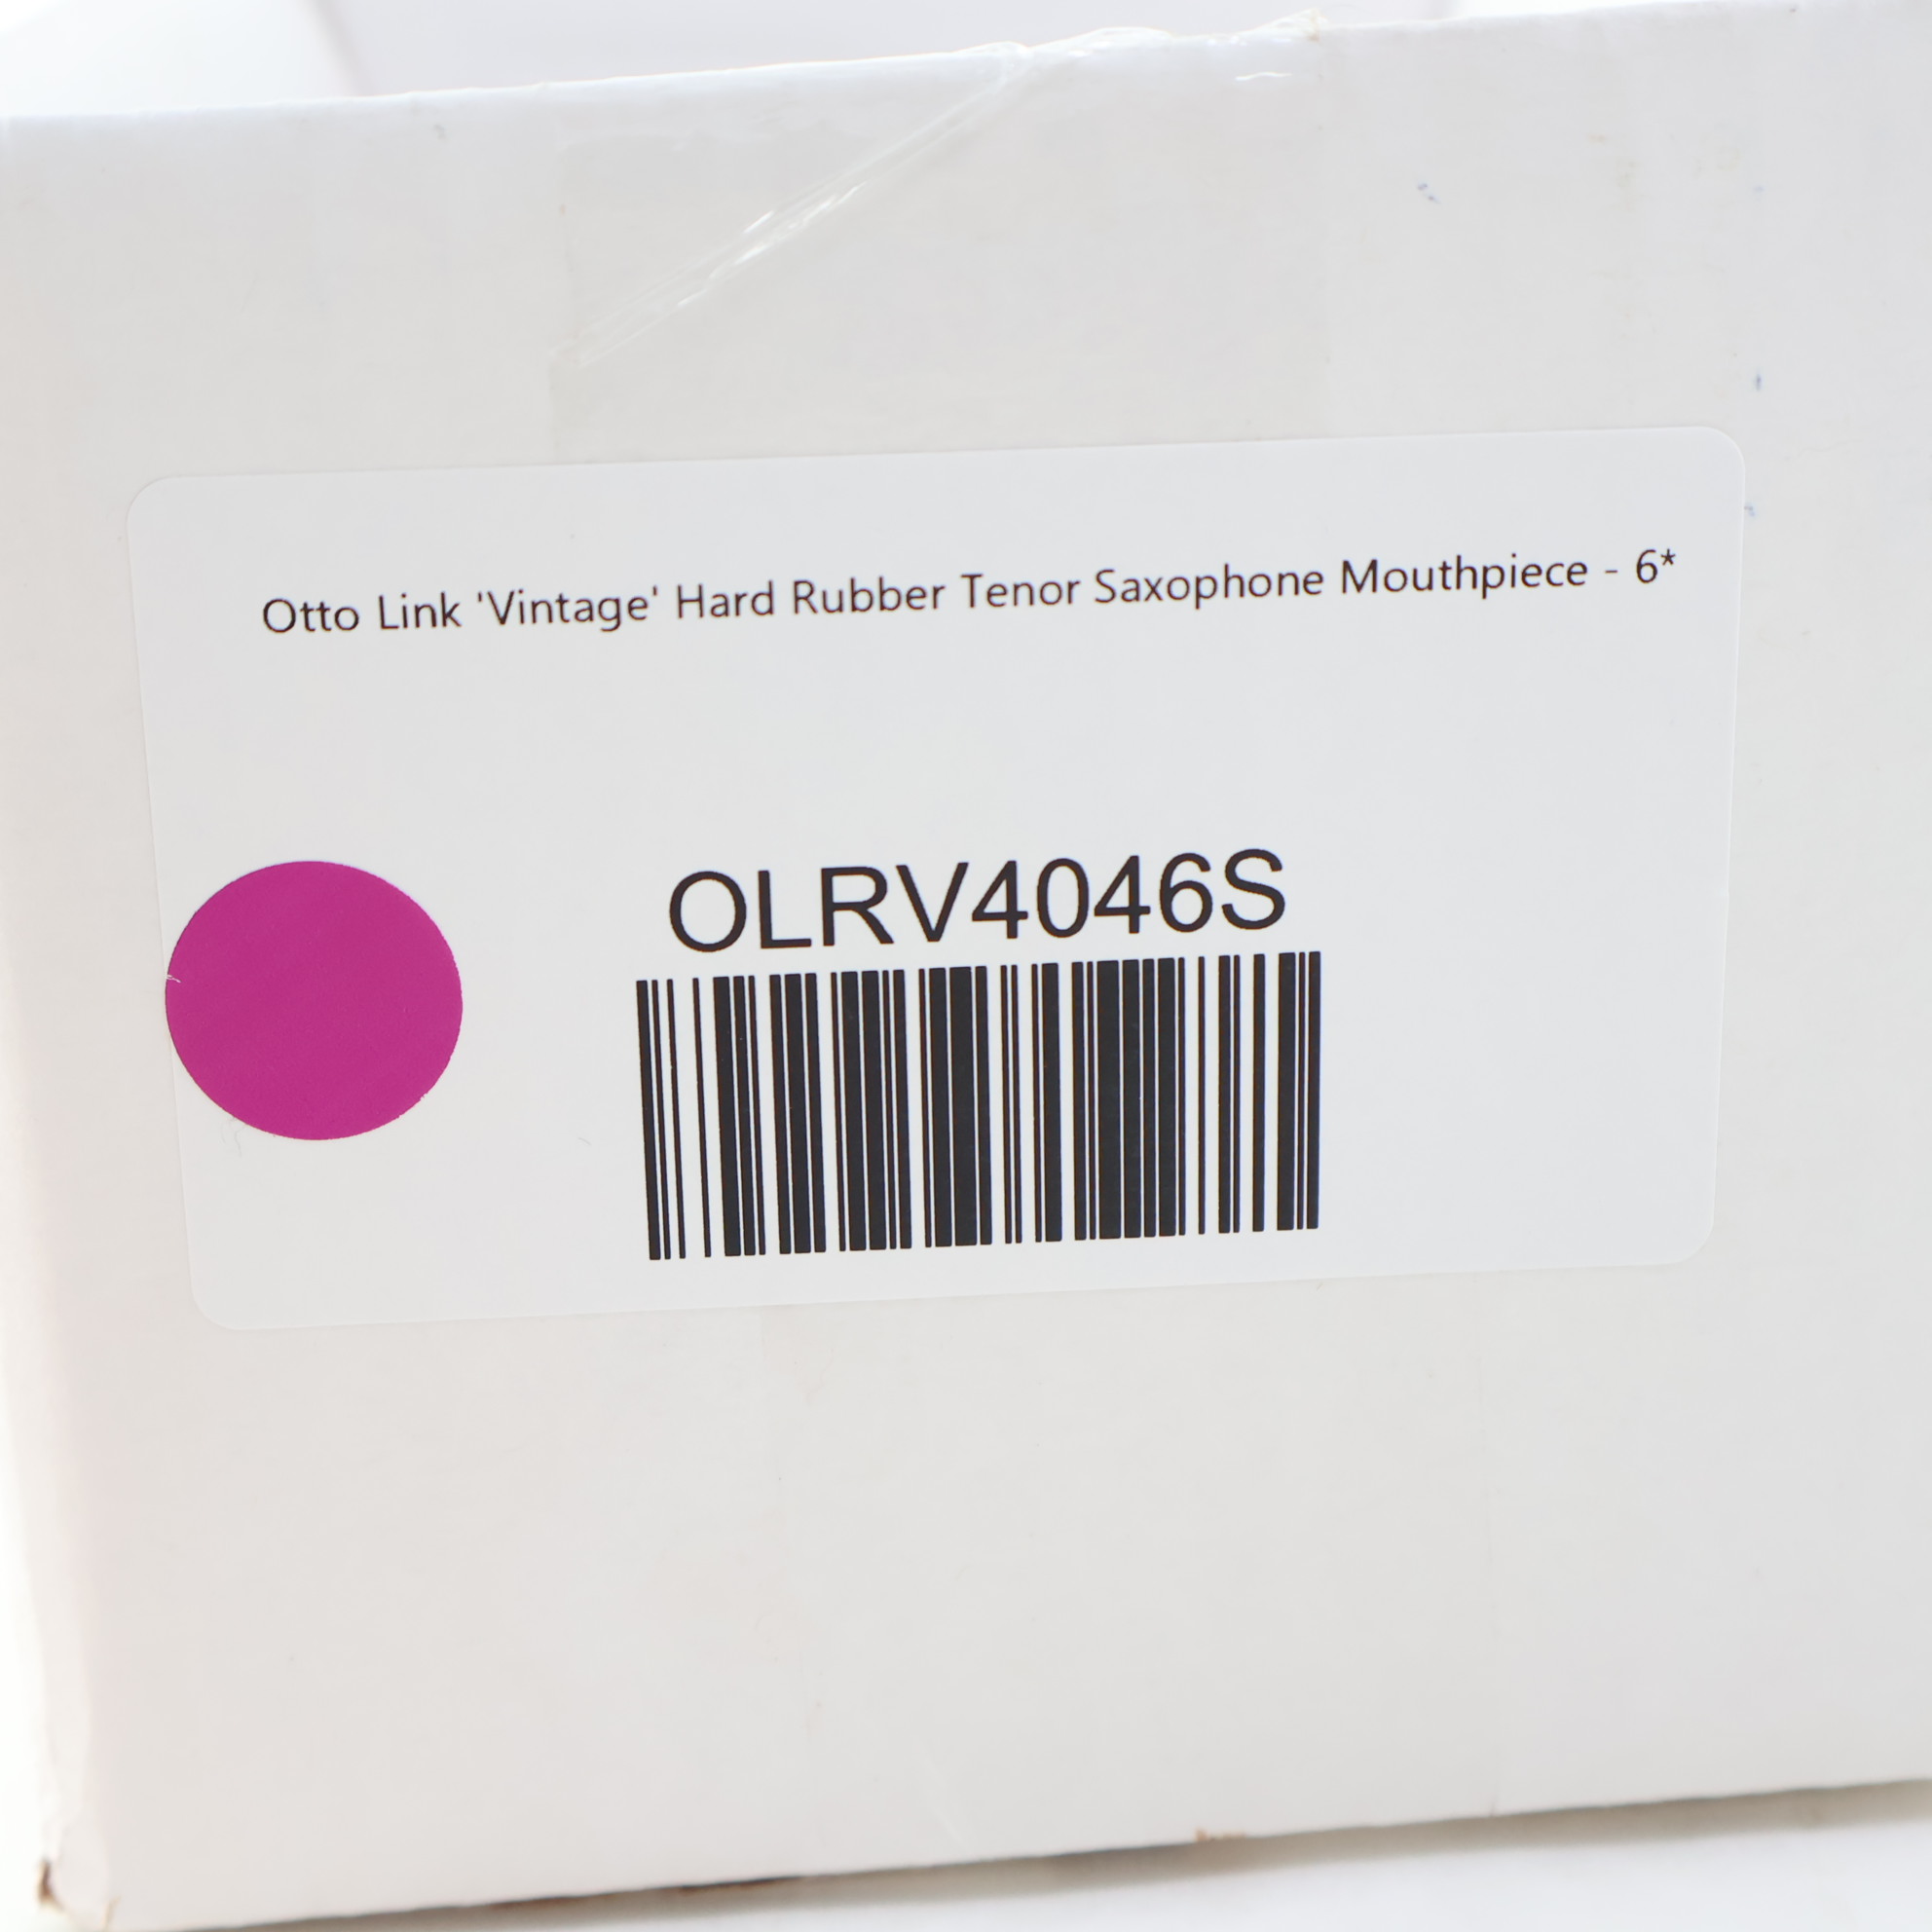 Otto Link 'Vintage' Hard Rubber Tenor Saxophone Mouthpiece - 6*
OLRV4046S